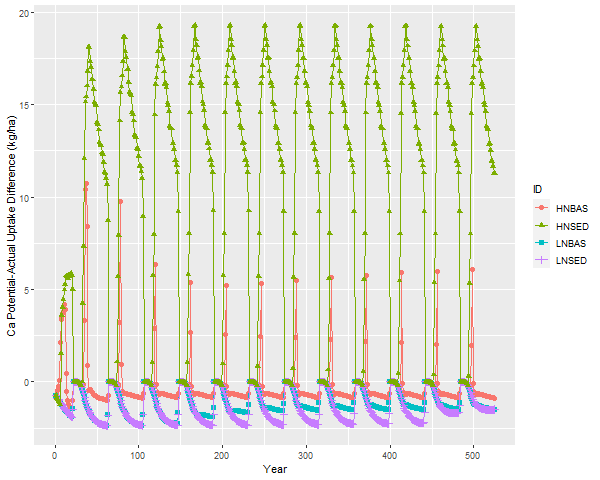 20
15
10
5
0
Ca Potential-Actual Uptake Difference (kg/ha)
0
100
200
300
400
500
Year
ID
HNBAS
HNSED
LNBAS
LNSED